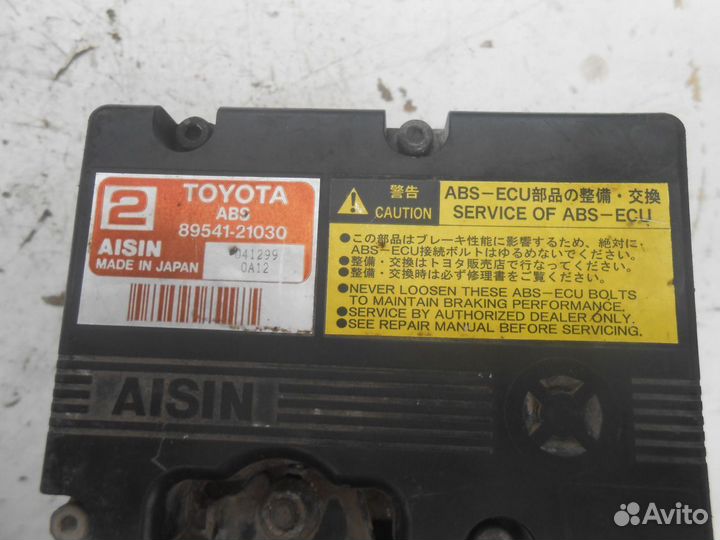 2
TOYOTA
ABS
89541-21030
AISIN
MADE IN JAPAN
041299
0A12
警告
CAUTION
ABS-ECU部品の整備・交換
SERVICE OF ABS-ECU
●この部品はブレーキ性能に影響するため、絶対に
ABS-ECU接続ボルトはゆるめないでください。
●整備・交換はトヨタ販売店で行なってください。
●整備・交換時は必ず修理書をご覧ください。
●NEVER LOOSEN THESE ABS-ECU BOLTS
TO MAINTAIN BRAKING PERFORMANCE.
●SERVICE BY AUTHORIZED DEALER ONLY.
●SEE REPAIR MANUAL BEFORE SERVICING.
AISIN
Avito